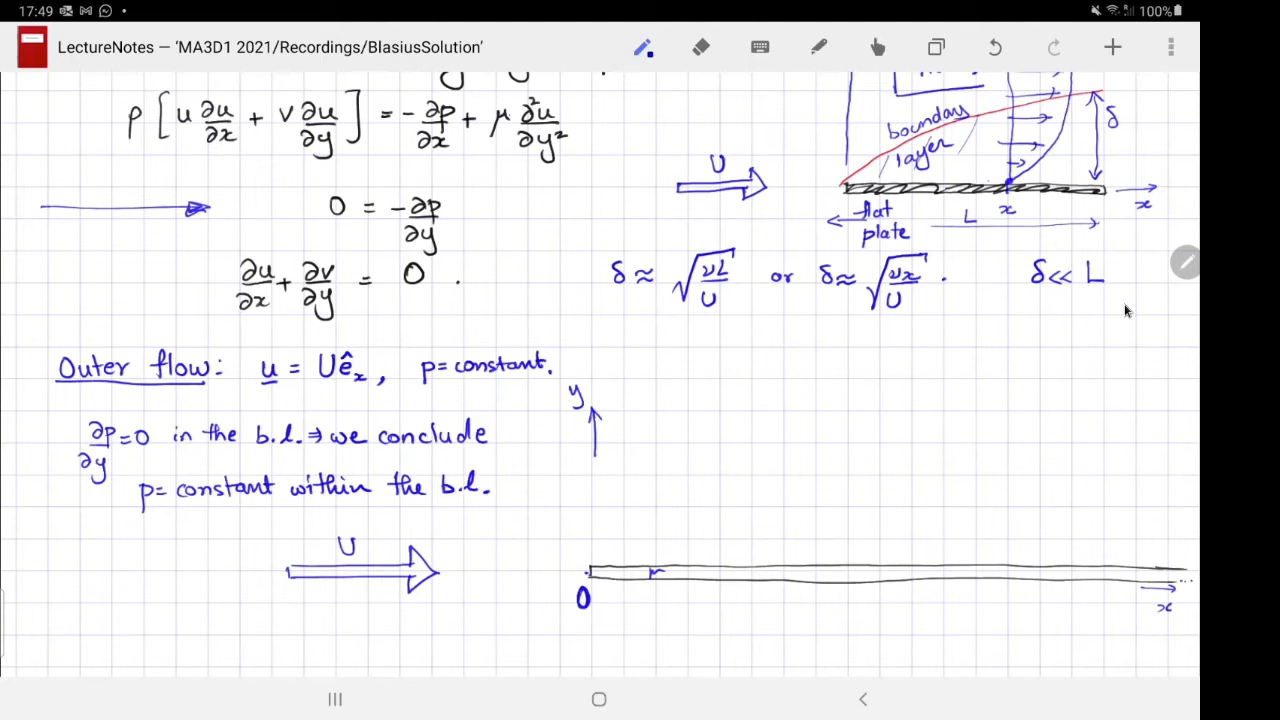 17:49
100%
LectureNotes — ‘MA3D1 2021/Recordings/BlasiusSolution’
ρ [u ∂u/∂x + v ∂u/∂y] = -∂p/∂x + μ ∂²u/∂y²
boundary
layer
δ
U
0 = -∂p/∂y
x
x
flat
plate
L
∂u/∂x + ∂v/∂y = 0 .
δ ≈ √(νL/U) or δ≈ √(νx/U) .
δ << L
Outer flow: u = Uê_x , p=constant.
y
∂p/∂y=0 in the b.l. ⇒ we conclude
p= constant within the b.l.
U
0
x